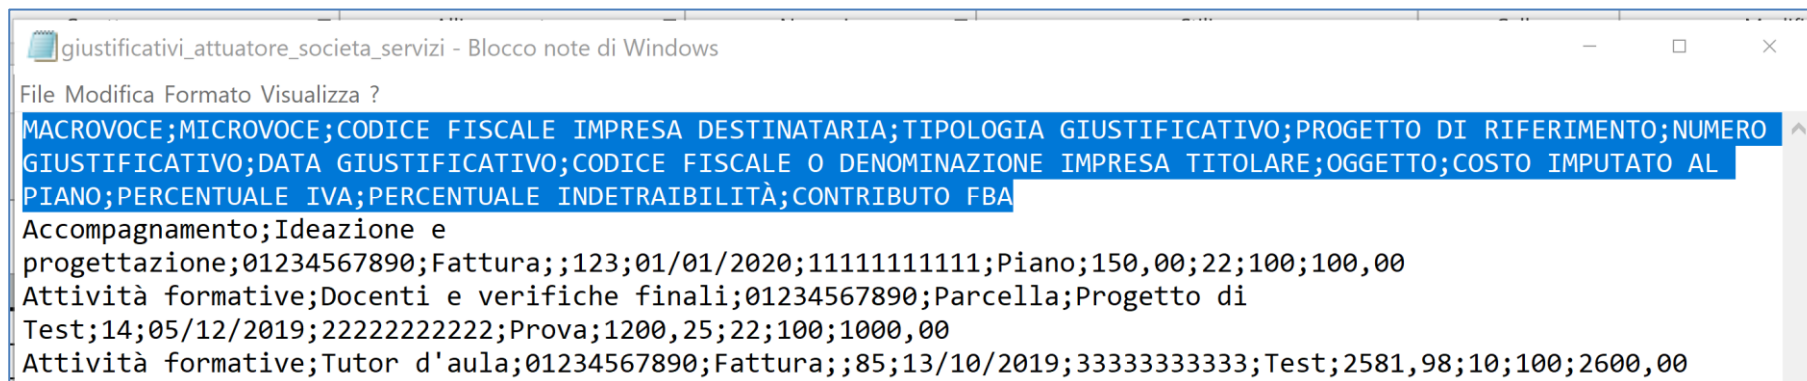 giustificativi_attuatore_societa_servizi - Blocco note di Windows
File Modifica Formato Visualizza ?
MACROVOCE;MICROVOCE;CODICE FISCALE IMPRESA DESTINATARIA;TIPOLOGIA GIUSTIFICATIVO;PROGETTO DI RIFERIMENTO;NUMERO
GIUSTIFICATIVO;DATA GIUSTIFICATIVO;CODICE FISCALE O DENOMINAZIONE IMPRESA TITOLARE;OGGETTO;COSTO IMPUTATO AL
PIANO;PERCENTUALE IVA;PERCENTUALE INDETRAIBILITÀ;CONTRIBUTO FBA
Accompagnamento;Ideazione e
progettazione;01234567890;Fattura;;123;01/01/2020;11111111111;Piano;150,00;22;100;100,00
Attività formative;Docenti e verifiche finali;01234567890;Parcella;Progetto di
Test;14;05/12/2019;22222222222;Prova;1200,25;22;100;1000,00
Attività formative;Tutor d'aula;01234567890;Fattura;;85;13/10/2019;33333333333;Test;2581,98;10;100;2600,00